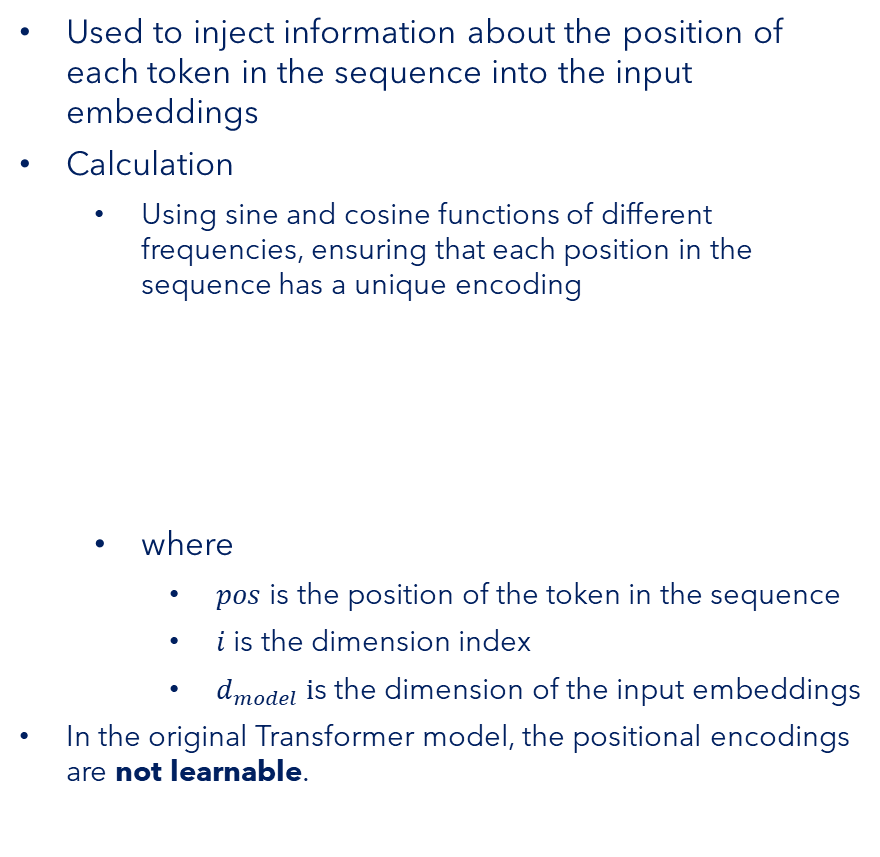 • Used to inject information about the position of
each token in the sequence into the input
embeddings
• Calculation
• Using sine and cosine functions of different
frequencies, ensuring that each position in the
sequence has a unique encoding
• where
• pos is the position of the token in the sequence
• i is the dimension index
• d_model is the dimension of the input embeddings
• In the original Transformer model, the positional encodings
are not learnable.